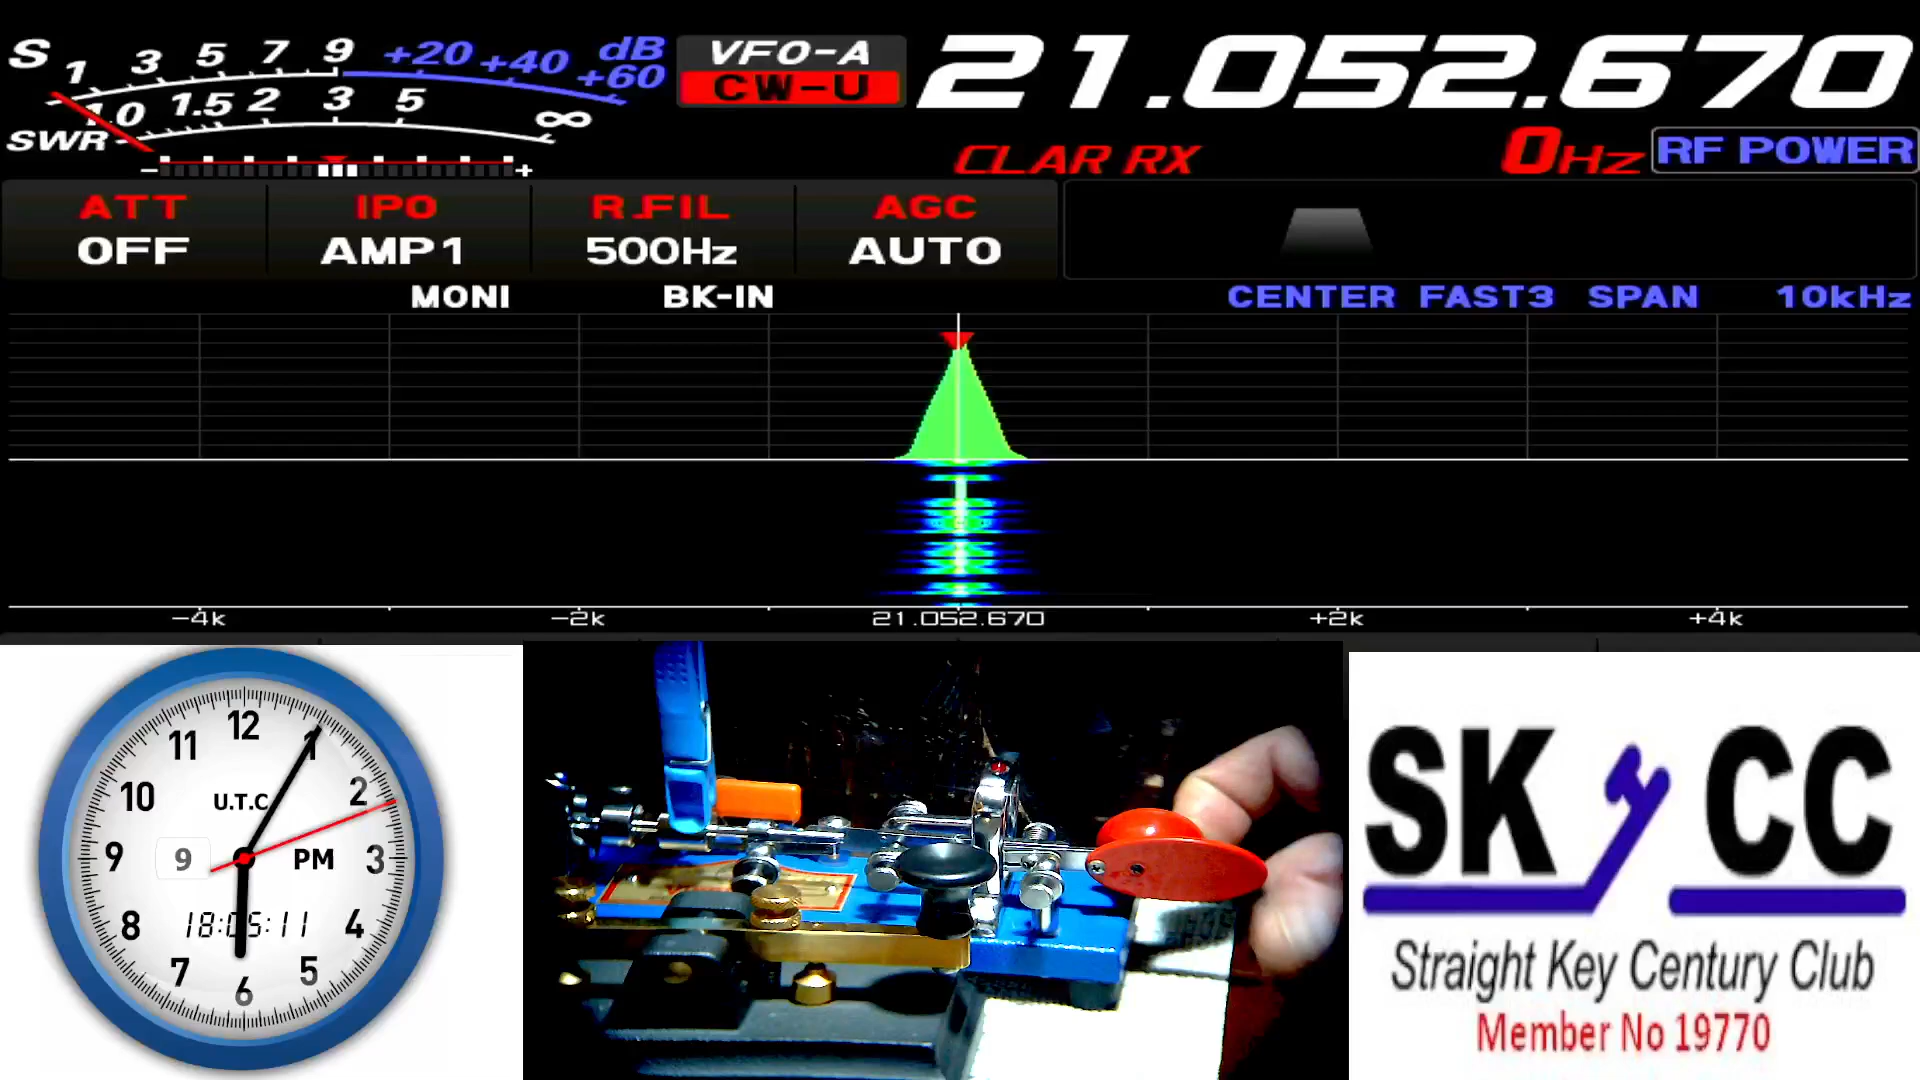 S 1 3 5 7 9 +20 +40 +60 dB
1.0 1.5 2 3 5 ∞
SWR
− +
VFO-A
CW-U
21.052.670
CLAR RX
0Hz
RF POWER
ATT IPO R.FIL AGC
OFF AMP1 500Hz AUTO
MONI BK-IN
CENTER FAST3 SPAN 10kHz
-4k -2k 21.052.670 +2k +4k
12
11 1
U.T.C.
10 2
9 9 PM 3
8 18:05:11 4
7 5
6
SK CC
Straight Key Century Club
Member No 19770